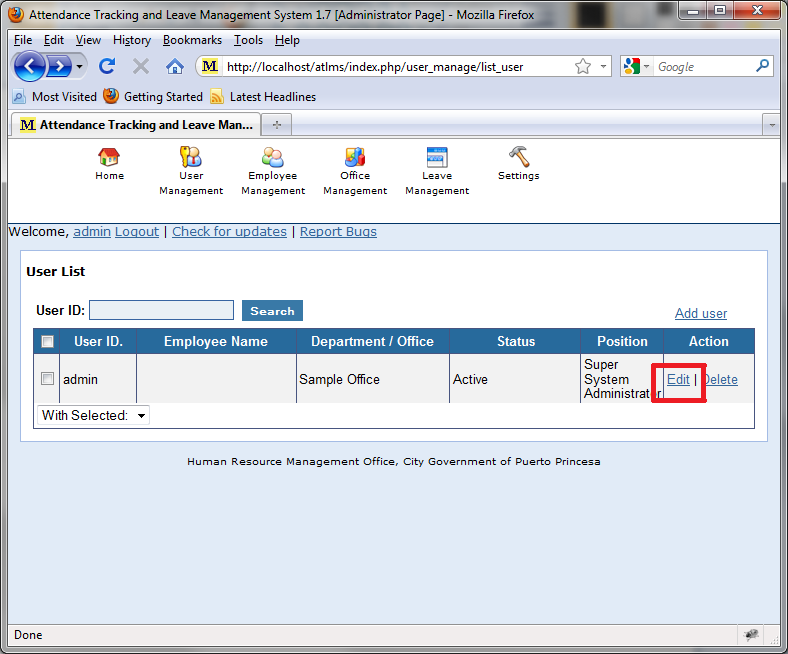 Attendance Tracking and Leave Management System 1.7 [Administrator Page] - Mozilla Firefox
File Edit View History Bookmarks Tools Help
M http://localhost/atlms/index.php/user_manage/list_user Google
Most Visited Getting Started Latest Headlines
M Attendance Tracking and Leave Man...
Home User Employee Office Leave Settings
Management Management Management Management
Welcome, admin Logout | Check for updates | Report Bugs
User List
User ID: Search
Add user
User ID. Employee Name Department / Office Status Position Action
admin Sample Office Active Super System Administrator Edit | Delete
With Selected:
Human Resource Management Office, City Government of Puerto Princesa
Done